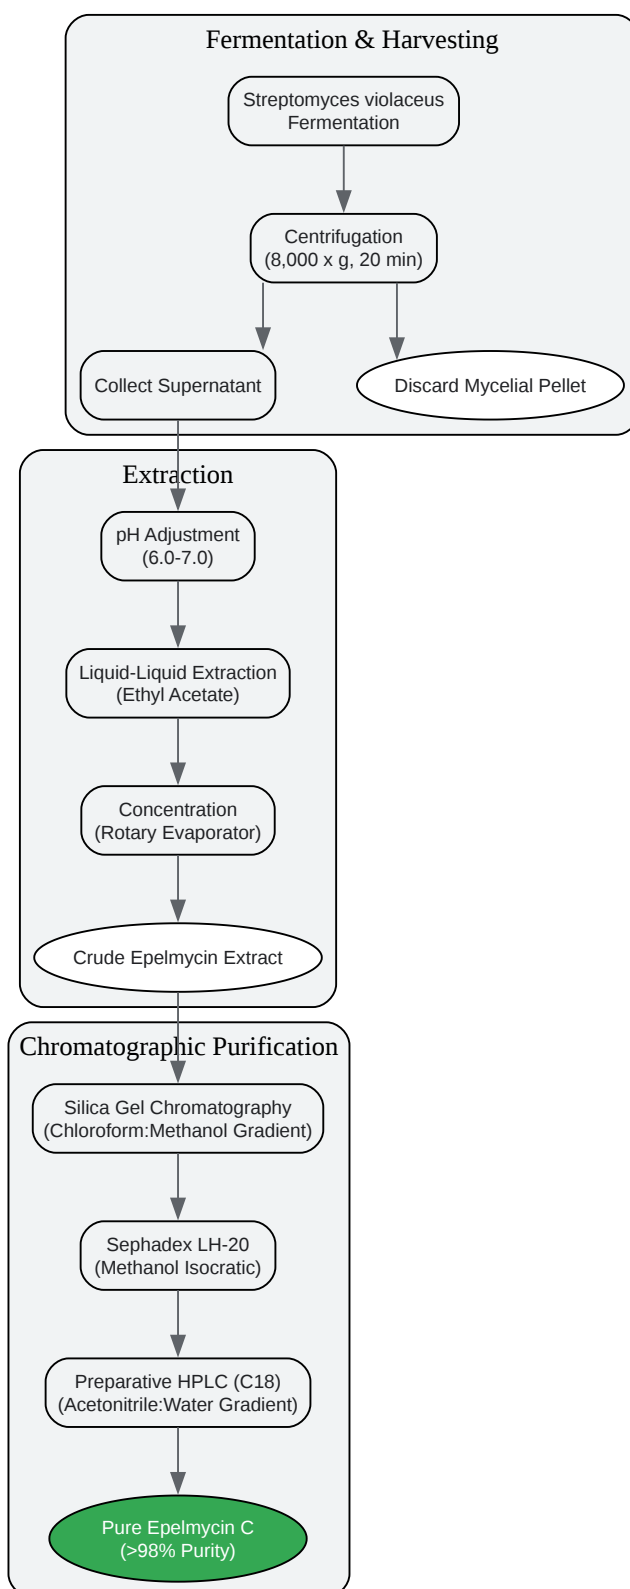 Fermentation & Harvesting
Streptomyces violaceus
Fermentation
Centrifugation
(8,000 x g, 20 min)
Collect Supernatant
Discard Mycelial Pellet
Extraction
pH Adjustment
(6.0-7.0)
Liquid-Liquid Extraction
(Ethyl Acetate)
Concentration
(Rotary Evaporator)
Crude Epelmycin Extract
Chromatographic Purification
Silica Gel Chromatography
(Chloroform:Methanol Gradient)
Sephadex LH-20
(Methanol Isocratic)
Preparative HPLC (C18)
(Acetonitrile:Water Gradient)
Pure Epelmycin C
(>98% Purity)